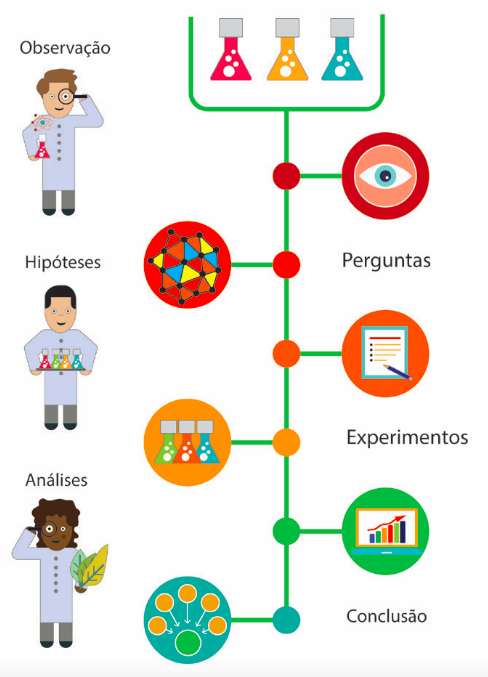 Observação
Perguntas
Hipóteses
Experimentos
Análises
Conclusão